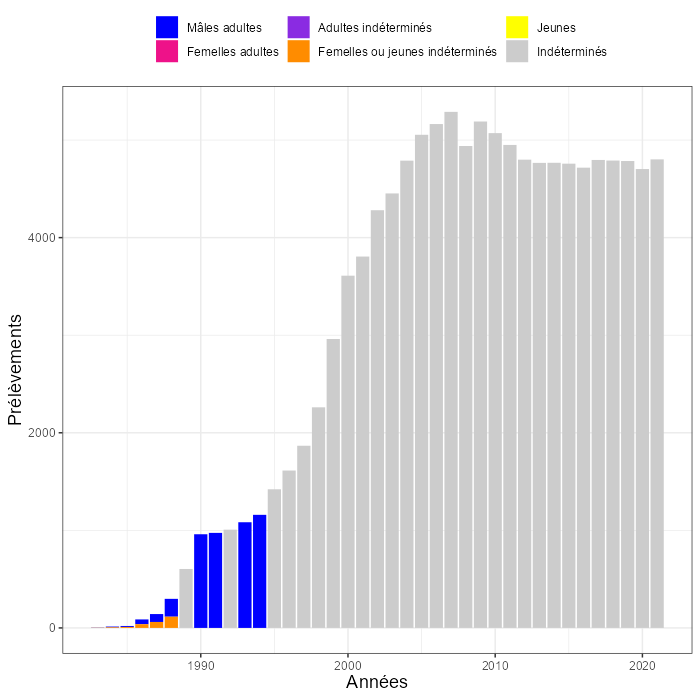 Mâles adultes
Adultes indéterminés
Jeunes
Femelles adultes
Femelles ou jeunes indéterminés
Indéterminés
Prélèvements
4000
2000
0
1990
2000
2010
2020
Années